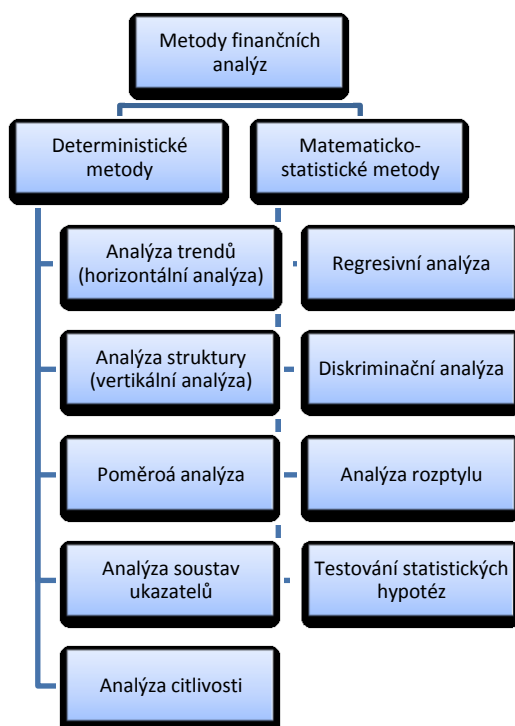 Metody finančních
analýz
Deterministické
metody
Matematicko-
statistické metody
Analýza trendů
(horizontální analýza)
Regresivní analýza
Analýza struktury
(vertikální analýza)
Diskriminační analýza
Poměroá analýza
Analýza rozptylu
Analýza soustav
ukazatelů
Testování statistických
hypotéz
Analýza citlivosti